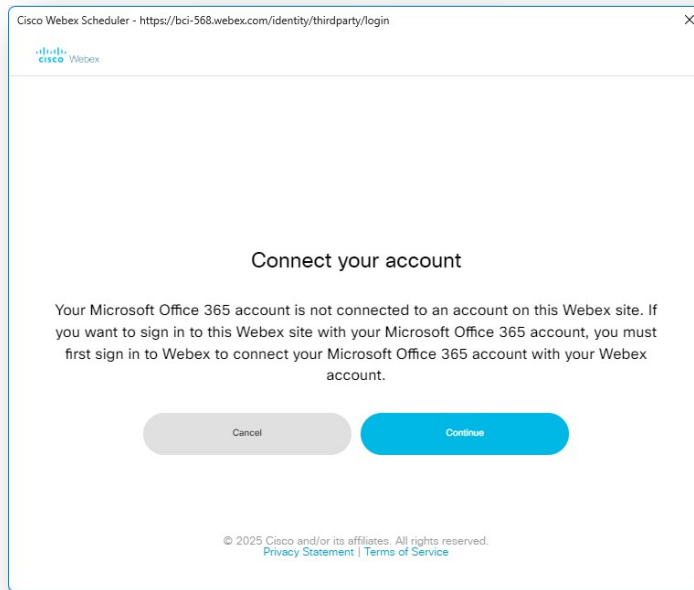 Cisco Webex Scheduler - https://bci-568.webex.com/identity/thirdparty/login
cisco Webex
Connect your account
Your Microsoft Office 365 account is not connected to an account on this Webex site. If
you want to sign in to this Webex site with your Microsoft Office 365 account, you must
first sign in to Webex to connect your Microsoft Office 365 account with your Webex
account.
Cancel Continue
© 2025 Cisco and/or its affiliates. All rights reserved.
Privacy Statement | Terms of Service